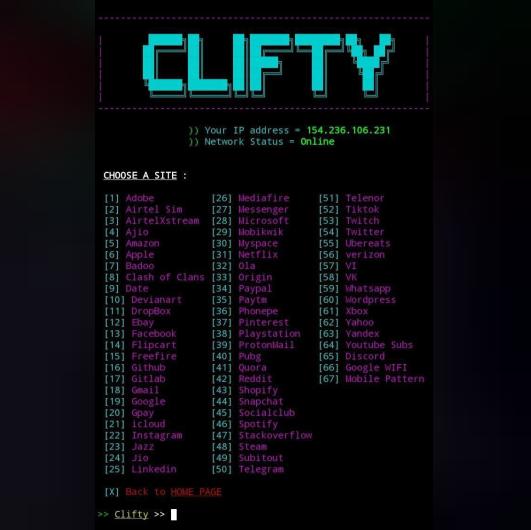 CLIFTY
)) Your IP address = 154.236.106.231
)) Network Status = Online
CHOOSE A SITE :
[1] Adobe [26] Mediafire [51] Telenor
[2] Airtel Sim [27] Messenger [52] Tiktok
[3] AirtelXstream [28] Microsoft [53] Twitch
[4] Ajio [29] Mobikwik [54] Twitter
[5] Amazon [30] Myspace [55] Ubereats
[6] Apple [31] Netflix [56] verizon
[7] Badoo [32] Ola [57] VI
[8] Clash of Clans [33] Origin [58] VK
[9] Date [34] Paypal [59] Whatsapp
[10] Devianart [35] Paytm [60] Wordpress
[11] DropBox [36] Phonepe [61] Xbox
[12] Ebay [37] Pinterest [62] Yahoo
[13] Facebook [38] Playstation [63] Yandex
[14] Flipcart [39] ProtonMail [64] Youtube Subs
[15] Freefire [40] Pubg [65] Discord
[16] Github [41] Quora [66] Google WIFI
[17] Gitlab [42] Reddit [67] Mobile Pattern
[18] Gmail [43] Shopify
[19] Google [44] Snapchat
[20] Gpay [45] Socialclub
[21] icloud [46] Spotify
[22] Instagram [47] Stackoverflow
[23] Jazz [48] Steam
[24] Jio [49] Subitout
[25] Linkedin [50] Telegram
[X] Back to HOME PAGE
>> Clifty >>